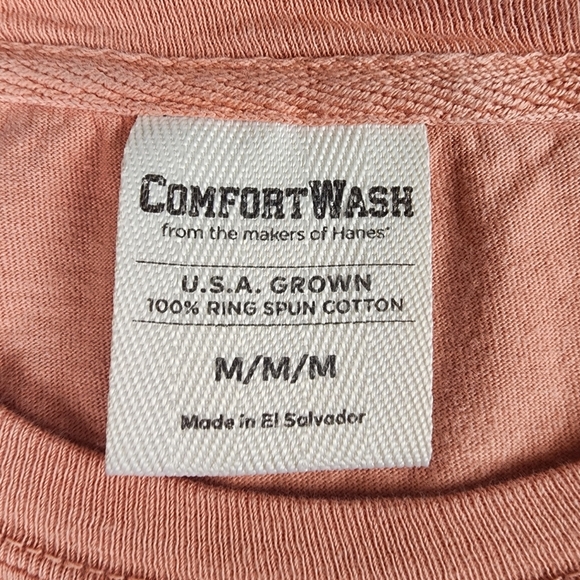 COMFORTWASH
from the makers of Hanes®
U.S.A. GROWN
100% RING SPUN COTTON
M/M/M
Made in El Salvador